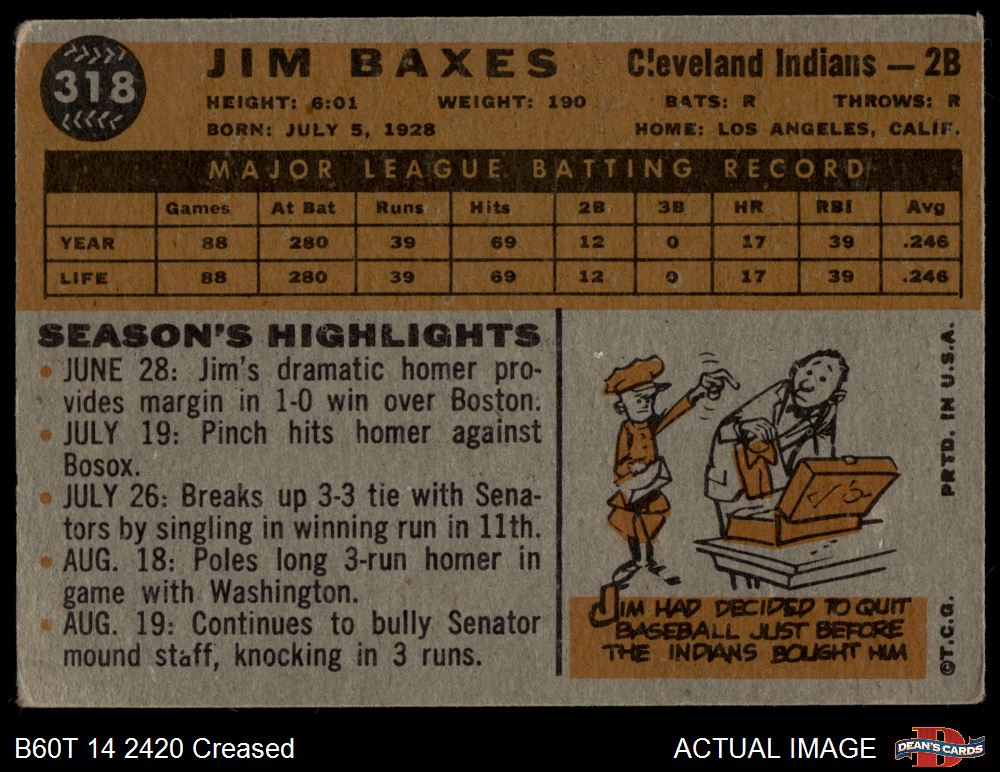 318
JIM BAXES
Cleveland Indians — 2B
HEIGHT: 6:01 WEIGHT: 190 BATS: R THROWS: R
BORN: JULY 5, 1928 HOME: LOS ANGELES, CALIF.
MAJOR LEAGUE BATTING RECORD
Games At Bat Runs Hits 2B 3B HR RBI Avg
YEAR 88 280 39 69 12 0 17 39 .246
LIFE 88 280 39 69 12 0 17 39 .246
SEASON'S HIGHLIGHTS
• JUNE 28: Jim's dramatic homer pro-
vides margin in 1-0 win over Boston.
• JULY 19: Pinch hits homer against
Bosox.
• JULY 26: Breaks up 3-3 tie with Sena-
tors by singling in winning run in 11th.
• AUG. 18: Poles long 3-run homer in
game with Washington.
• AUG. 19: Continues to bully Senator
mound staff, knocking in 3 runs.
JIM HAD DECIDED TO QUIT
BASEBALL JUST BEFORE
THE INDIANS BOUGHT HIM
©T.C.G. PRTD. IN U.S.A.
B60T 14 2420 Creased
ACTUAL IMAGE
DEAN'S CARDS